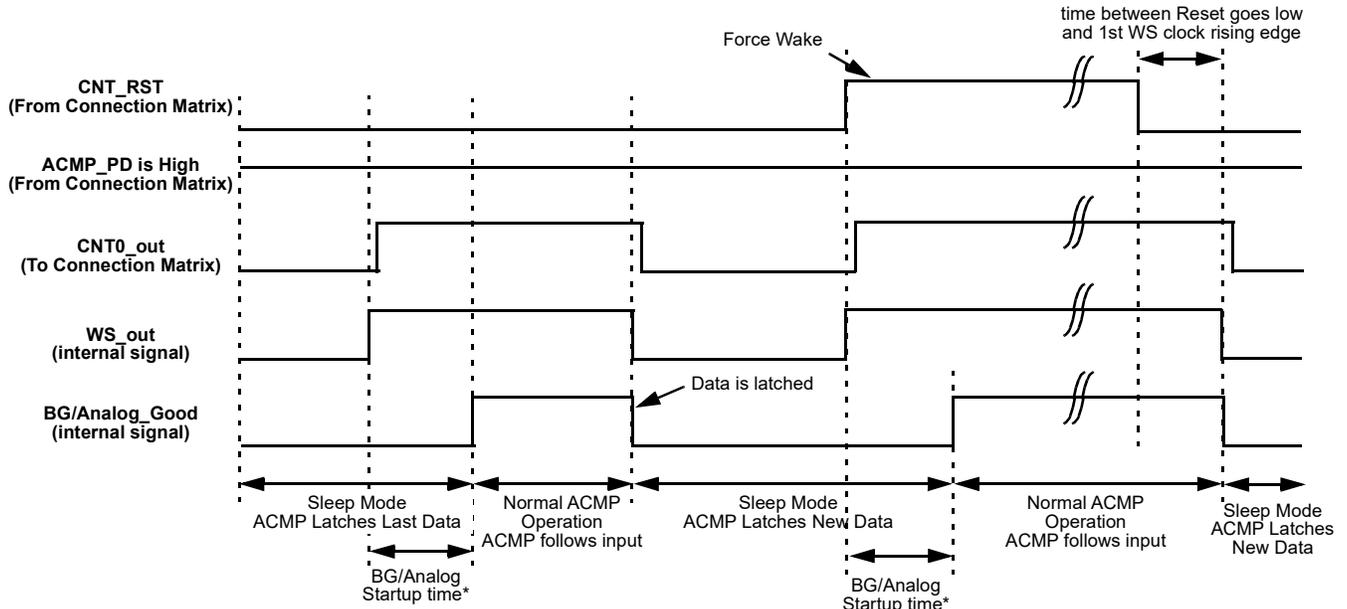 time between Reset goes low
and 1st WS clock rising edge
Force Wake
CNT_RST
(From Connection Matrix)
ACMP_PD is High
(From Connection Matrix)
CNT0_out
(To Connection Matrix)
WS_out
(internal signal)
Data is latched
BG/Analog_Good
(internal signal)
Sleep Mode
ACMP Latches Last Data
Normal ACMP
Operation
ACMP follows input
Sleep Mode
ACMP Latches New Data
Normal ACMP
Operation
ACMP follows input
Sleep Mode
ACMP Latches
New Data
BG/Analog
Startup time*
BG/Analog
Startup time*